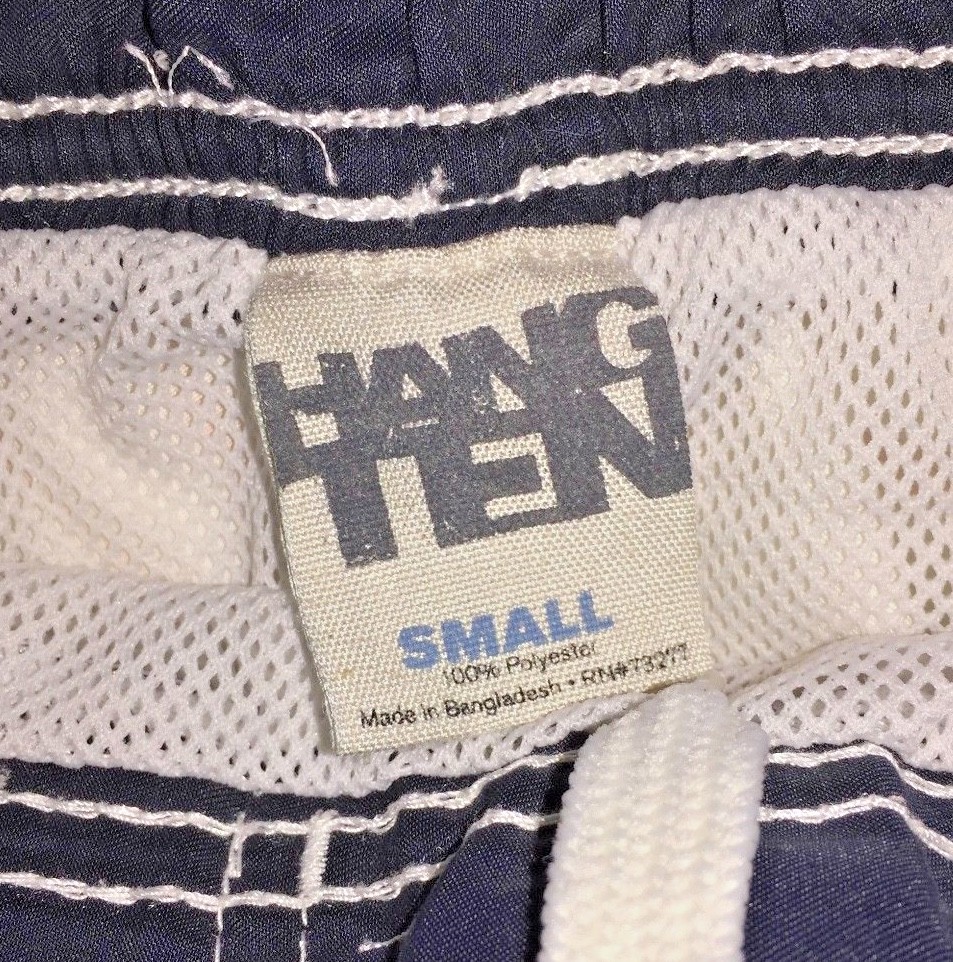 HANG
TEN
SMALL
100% Polyester
Made in Bangladesh • RN#73277